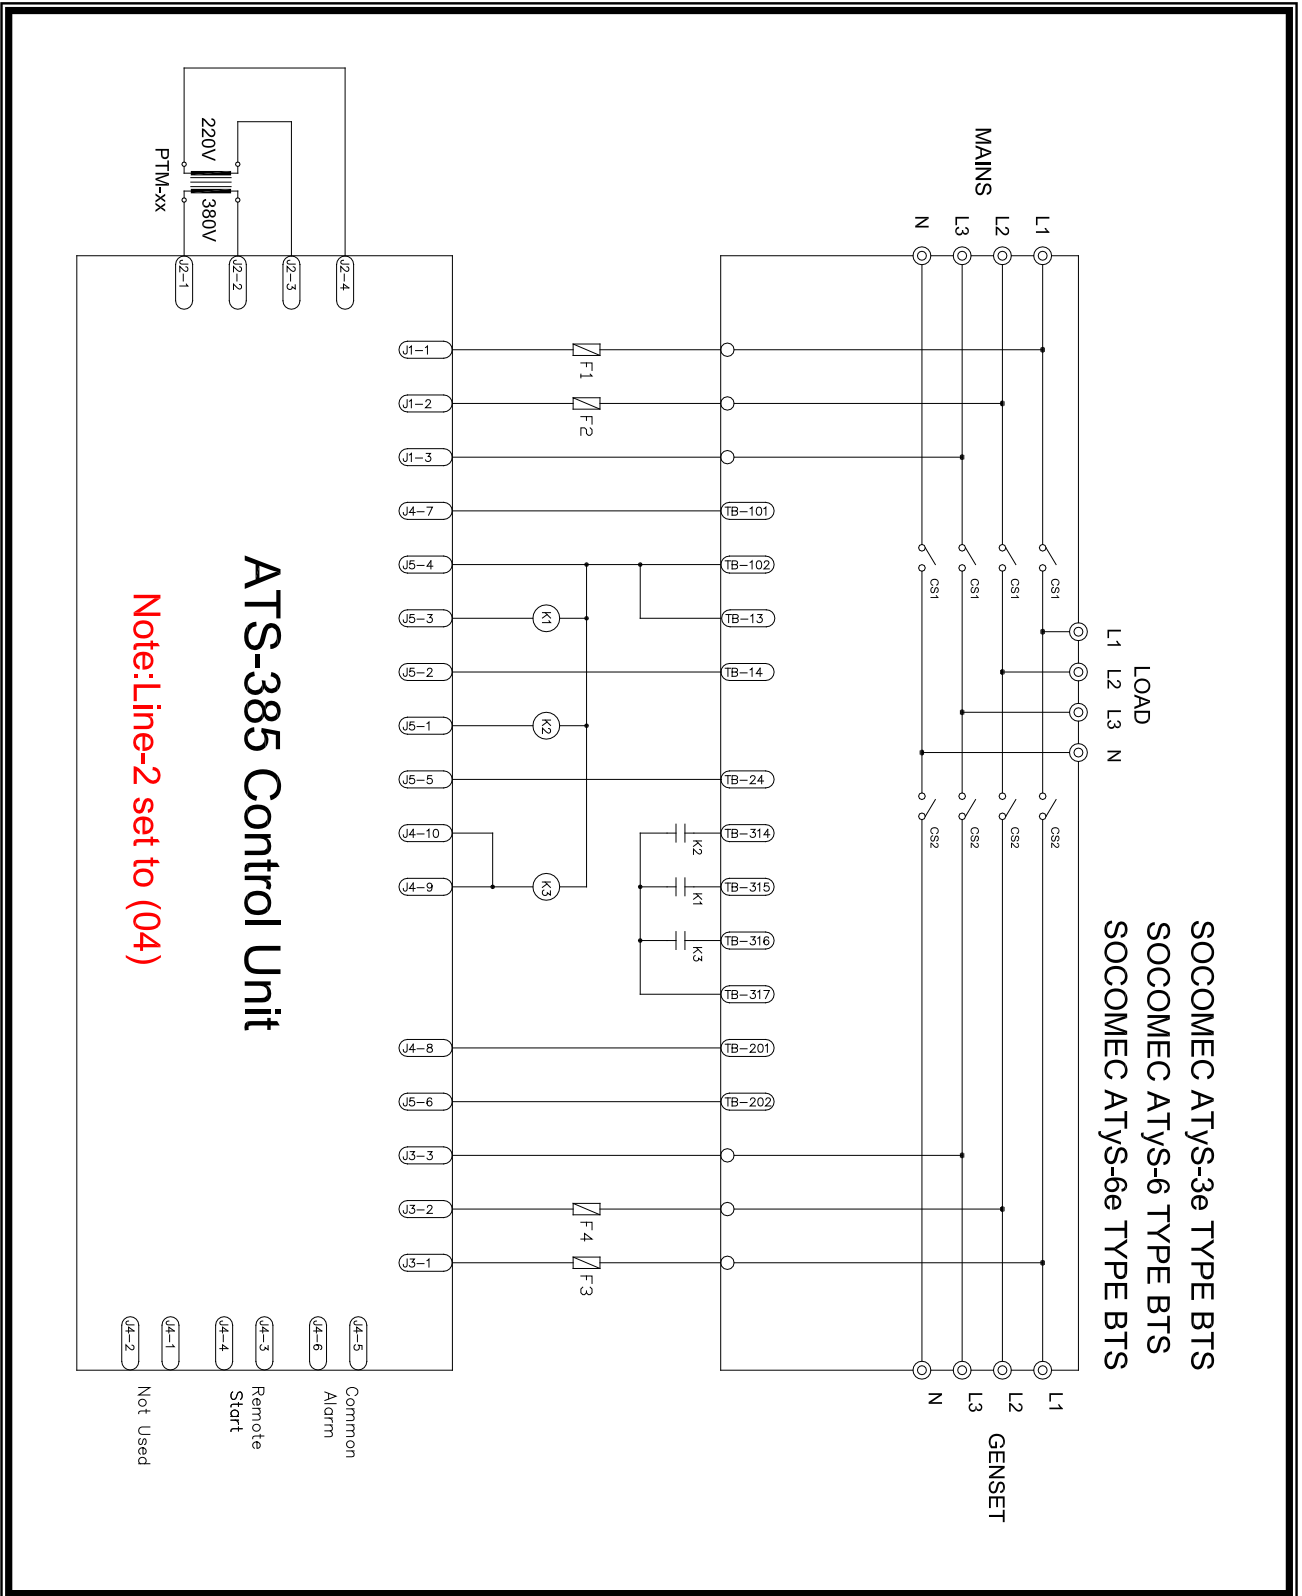 SOCOMEC ATyS-3e TYPE BTS
SOCOMEC ATyS-6 TYPE BTS
SOCOMEC ATyS-6e TYPE BTS
LOAD
L1
L2
L3
N
MAINS
L1
L2
L3
N
CS1
CS1
CS1
CS1
CS2
CS2
CS2
CS2
L1
L2
L3
N
GENSET
TB-101
TB-102
TB-13
TB-14
TB-24
TB-314
TB-315
TB-316
TB-317
TB-201
TB-202
K2
K1
K3
F1
F2
F4
F3
K1
K2
K3
J1-1
J1-2
J1-3
J4-7
J5-4
J5-3
J5-2
J5-1
J5-5
J4-10
J4-9
J4-8
J5-6
J3-3
J3-2
J3-1
J2-4
J2-3
J2-2
J2-1
220V
380V
PTM-xx
ATS-385 Control Unit
Note:Line-2 set to (04)
J4-5
J4-6
J4-3
J4-4
J4-1
J4-2
Common
Alarm
Remote
Start
Not Used